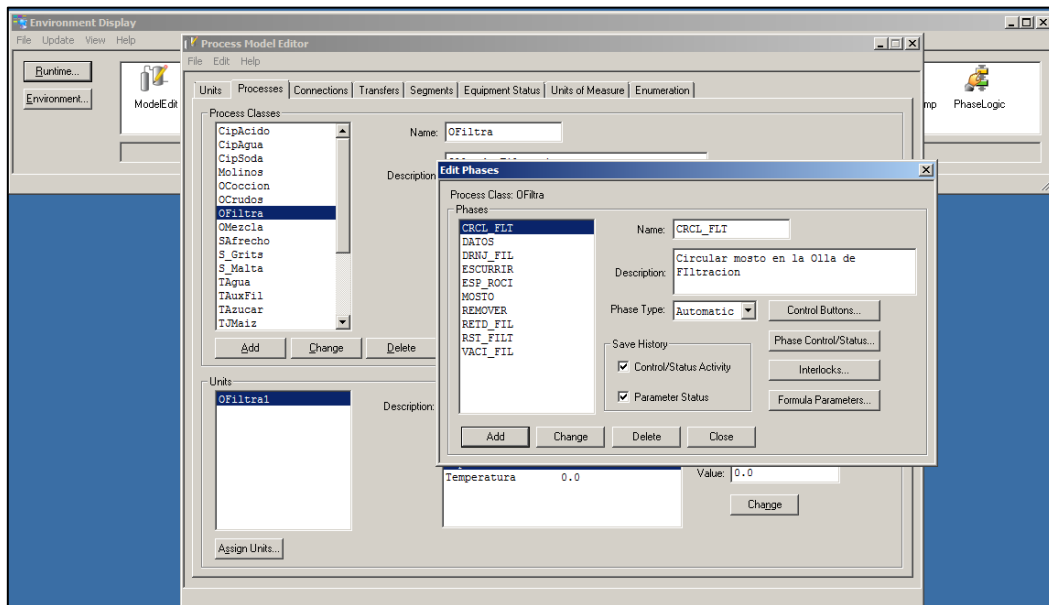 Environment Display
File Update View Help
Runtime...
Environment...
ModelEdit
PhaseLogic
Process Model Editor
File Edit Help
Units Processes Connections Transfers Segments Equipment Status Units of Measure Enumeration
Process Classes
CipAcido
CipAgua
CipSoda
Molinos
OCoccion
OCrudos
OFiltra
OMezcla
SAfrecho
S_Grits
S_Malta
TAgua
TAuxFil
TAzucar
TJMaiz
Name: OFiltra
Description
Add Change Delete
Units
OFiltra1
Description:
Temperatura 0.0
Value: 0.0
Change
Assign Units...
Edit Phases
Process Class: OFiltra
Phases
CRCL_FLT
DATOS
DRNJ_FIL
ESCURRIR
ESP_ROCI
MOSTO
REMOVER
RETD_FIL
RST_FILT
VACI_FIL
Name: CRCL_FLT
Description: Circular mosto en la Olla de
FIltracion
Phase Type: Automatic
Control Buttons...
Save History
Phase Control/Status...
Control/Status Activity
Interlocks...
Parameter Status
Formula Parameters...
Add Change Delete Close